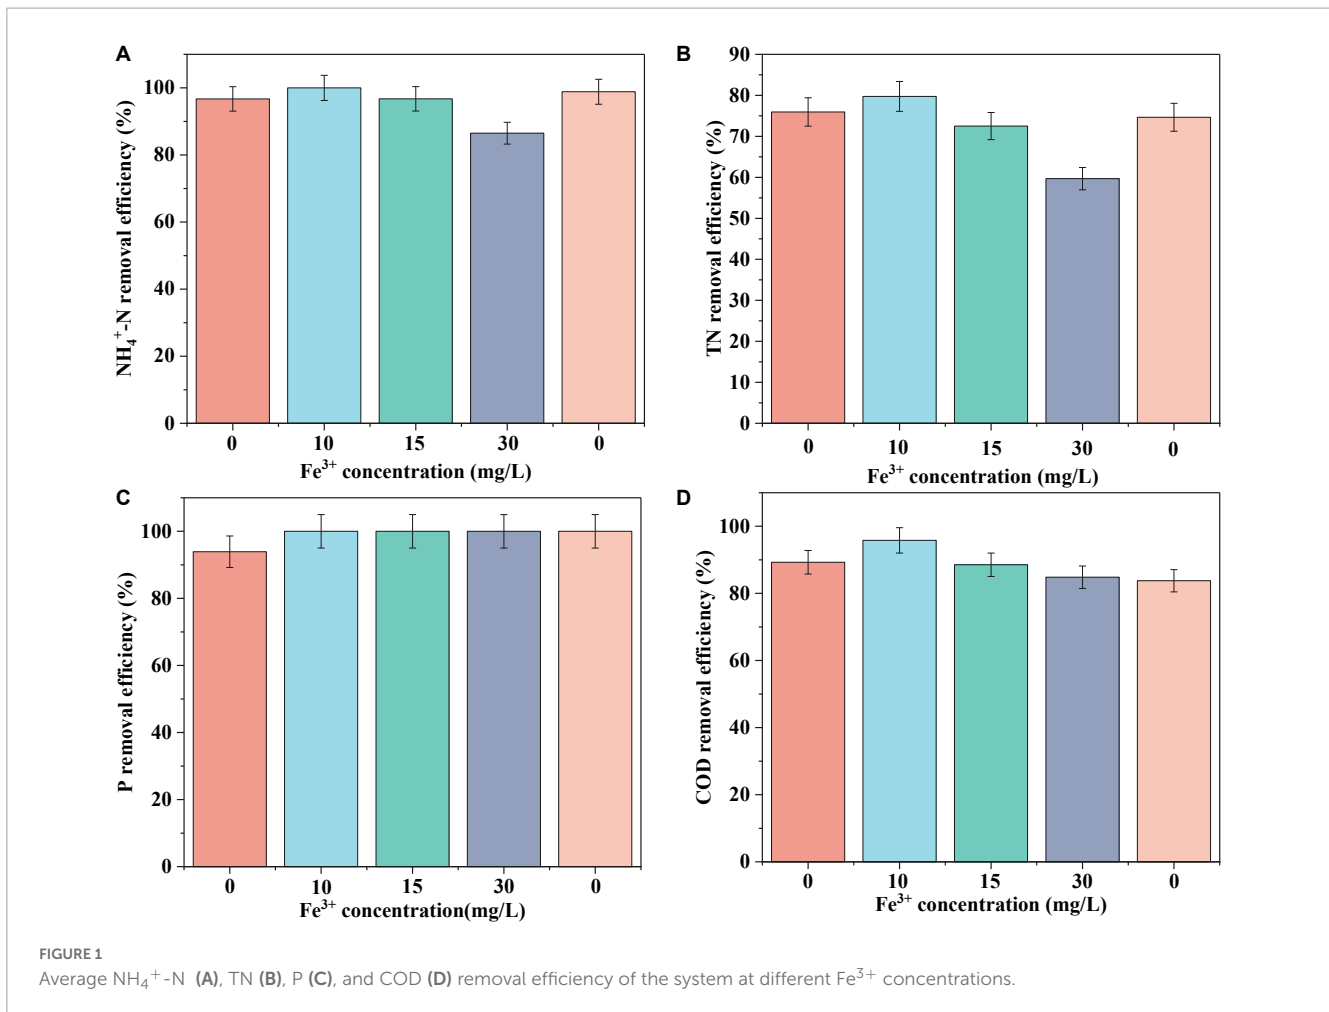 A
NH₄⁺-N removal efficiency (%)
100
80
60
40
20
0
0 10 15 30 0
Fe³⁺ concentration (mg/L)
B
TN removal efficiency (%)
90
80
70
60
50
40
30
20
10
0
0 10 15 30 0
Fe³⁺ concentration (mg/L)
C
P removal efficiency (%)
100
80
60
40
20
0
0 10 15 30 0
Fe³⁺ concentration(mg/L)
D
COD removal efficiency (%)
100
80
60
40
20
0
0 10 15 30 0
Fe³⁺ concentration (mg/L)
FIGURE 1
Average NH₄⁺-N (A), TN (B), P (C), and COD (D) removal efficiency of the system at different Fe³⁺ concentrations.